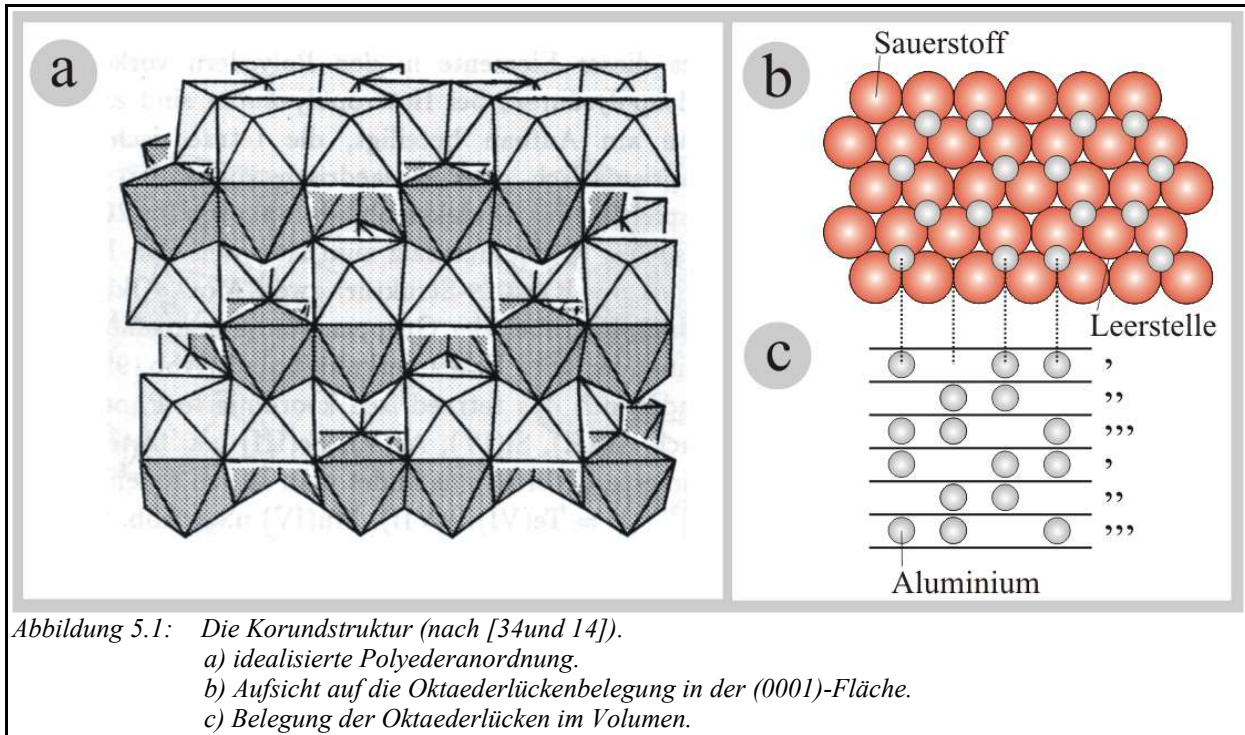 a
b
Sauerstoff
Leerstelle
c
,
,,
,,,
,
,,
,,,
Aluminium
Abbildung 5.1: Die Korundstruktur (nach [34und 14]).
a) idealisierte Polyederanordnung.
b) Aufsicht auf die Oktaederlückenbelegung in der (0001)-Fläche.
c) Belegung der Oktaederlücken im Volumen.